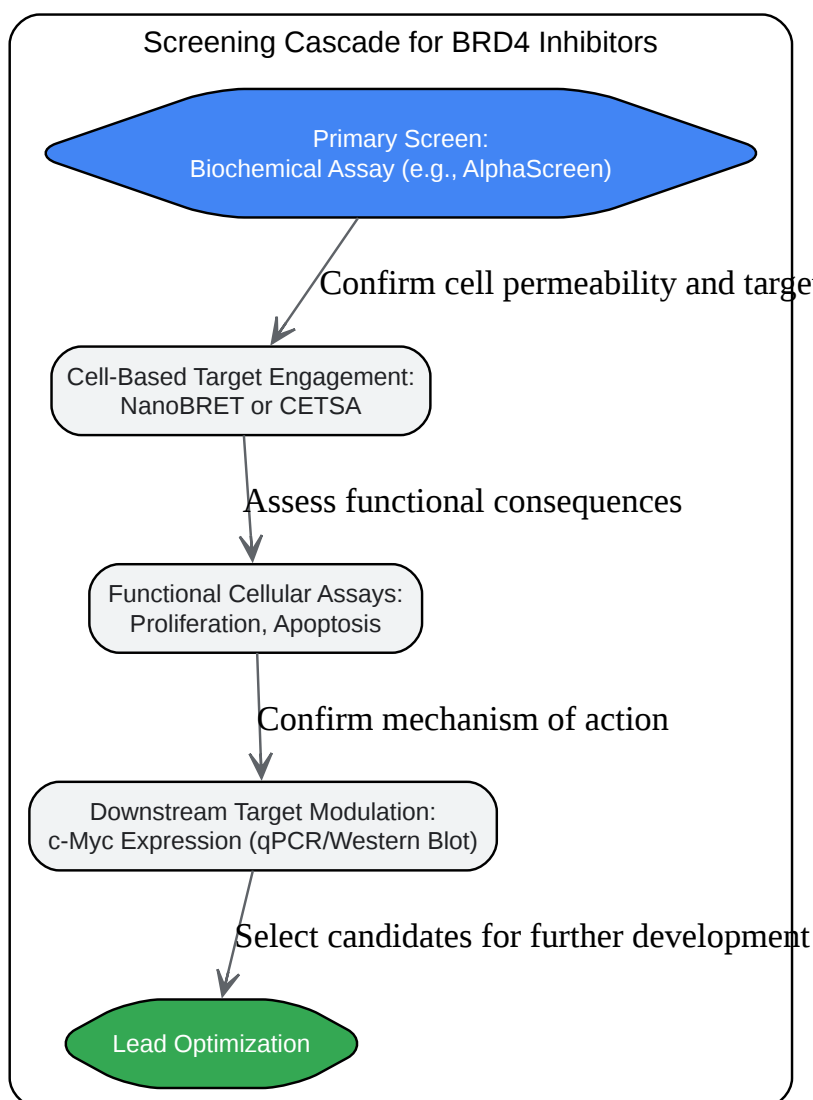 Screening Cascade for BRD4 Inhibitors
Primary Screen:
Biochemical Assay (e.g., AlphaScreen)
Confirm cell permeability and target
Cell-Based Target Engagement:
NanoBRET or CETSA
Assess functional consequences
Functional Cellular Assays:
Proliferation, Apoptosis
Confirm mechanism of action
Downstream Target Modulation:
c-Myc Expression (qPCR/Western Blot)
Select candidates for further development
Lead Optimization